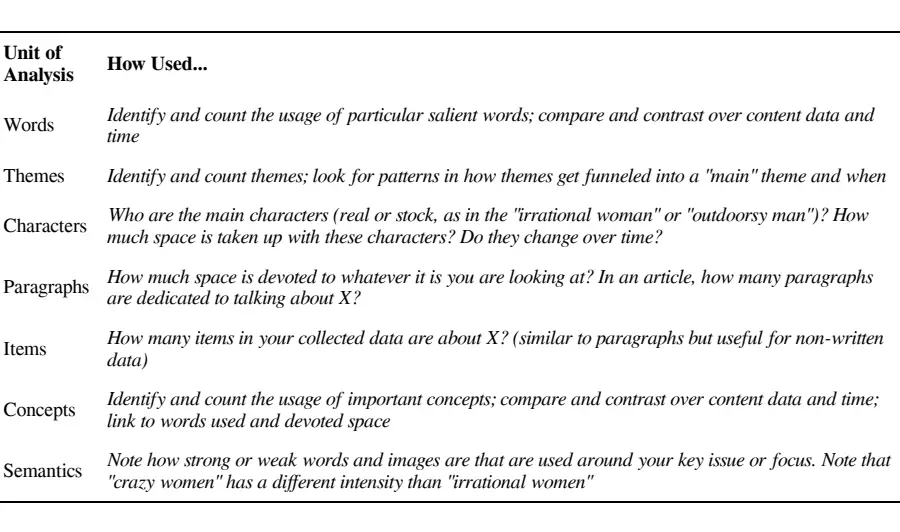 Unit of
Analysis
How Used...
Words
Identify and count the usage of particular salient words; compare and contrast over content data and
time
Themes
Identify and count themes; look for patterns in how themes get funneled into a "main" theme and when
Characters
Who are the main characters (real or stock, as in the "irrational woman" or "outdoorsy man")? How
much space is taken up with these characters? Do they change over time?
Paragraphs
How much space is devoted to whatever it is you are looking at? In an article, how many paragraphs
are dedicated to talking about X?
Items
How many items in your collected data are about X? (similar to paragraphs but useful for non-written
data)
Concepts
Identify and count the usage of important concepts; compare and contrast over content data and time;
link to words used and devoted space
Semantics
Note how strong or weak words and images are that are used around your key issue or focus. Note that
"crazy women" has a different intensity than "irrational women"